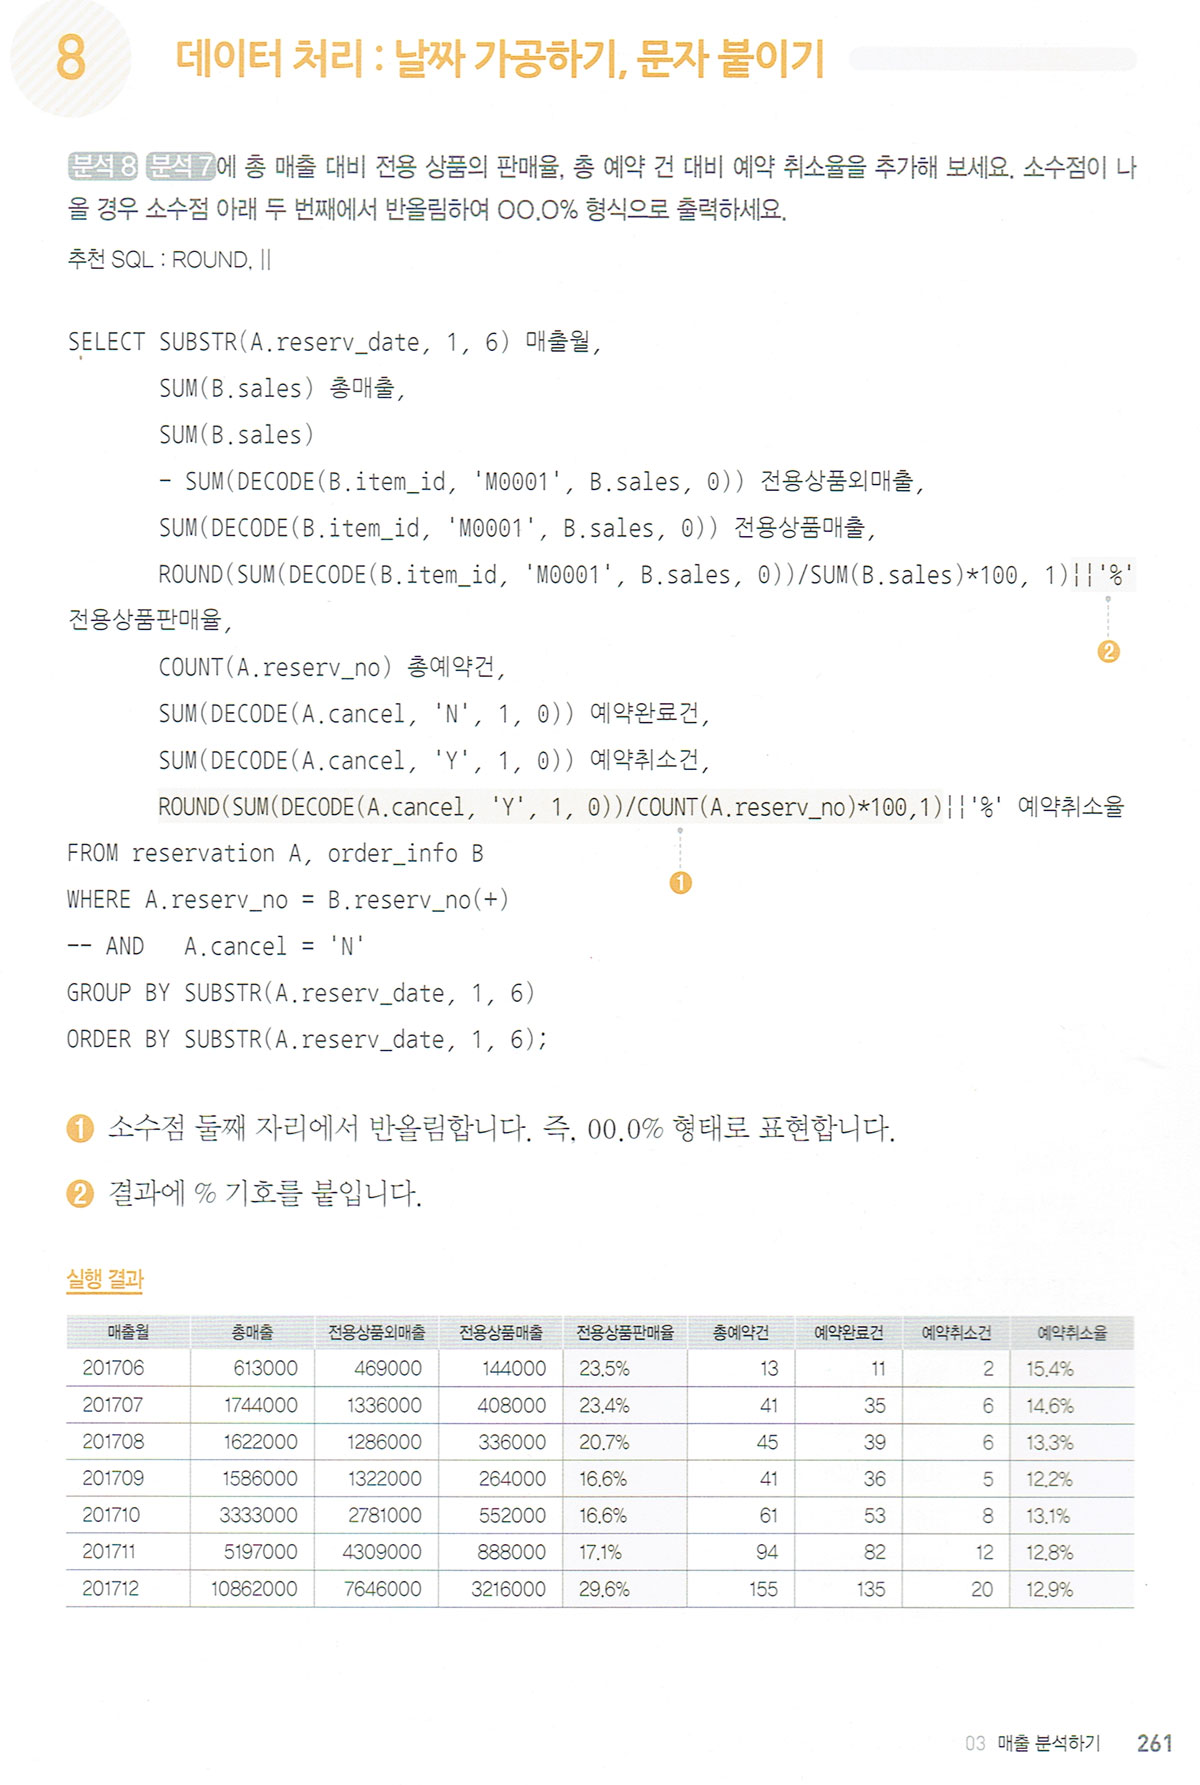 8
데이터 처리 : 날짜 가공하기, 문자 붙이기
분석 8 분석 7에 총 매출 대비 전용 상품의 판매율, 총 예약 건 대비 예약 취소율을 추가해 보세요. 소수점이 나
올 경우 소수점 아래 두 번째에서 반올림하여 OO.O% 형식으로 출력하세요.
추천 SQL : ROUND, ||
SELECT SUBSTR(A.reserv_date, 1, 6) 매출월,
SUM(B.sales) 총매출,
SUM(B.sales)
- SUM(DECODE(B.item_id, 'M0001', B.sales, 0)) 전용상품외매출,
SUM(DECODE(B.item_id, 'M0001', B.sales, 0)) 전용상품매출,
ROUND(SUM(DECODE(B.item_id, 'M0001', B.sales, 0))/SUM(B.sales)*100, 1)||'%'
전용상품판매율,
2
COUNT(A.reserv_no) 총예약건,
SUM(DECODE(A.cancel, 'N', 1, 0)) 예약완료건,
SUM(DECODE(A.cancel, 'Y', 1, 0)) 예약취소건,
ROUND(SUM(DECODE(A.cancel, 'Y', 1, 0))/COUNT(A.reserv_no)*100,1)||'%' 예약취소율
FROM reservation A, order_info B
1
WHERE A.reserv_no = B.reserv_no(+)
-- AND A.cancel = 'N'
GROUP BY SUBSTR(A.reserv_date, 1, 6)
ORDER BY SUBSTR(A.reserv_date, 1, 6);
1 소수점 둘째 자리에서 반올림합니다. 즉, 00.0% 형태로 표현합니다.
2 결과에 % 기호를 붙입니다.
실행 결과
매출월 총매출 전용상품외매출 전용상품매출 전용상품판매율 총예약건 예약완료건 예약취소건 예약취소율
201706 613000 469000 144000 23.5% 13 11 2 15.4%
201707 1744000 1336000 408000 23.4% 41 35 6 14.6%
201708 1622000 1286000 336000 20.7% 45 39 6 13.3%
201709 1586000 1322000 264000 16.6% 41 36 5 12.2%
201710 3333000 2781000 552000 16.6% 61 53 8 13.1%
201711 5197000 4309000 888000 17.1% 94 82 12 12.8%
201712 10862000 7646000 3216000 29.6% 155 135 20 12.9%
03 매출 분석하기 261